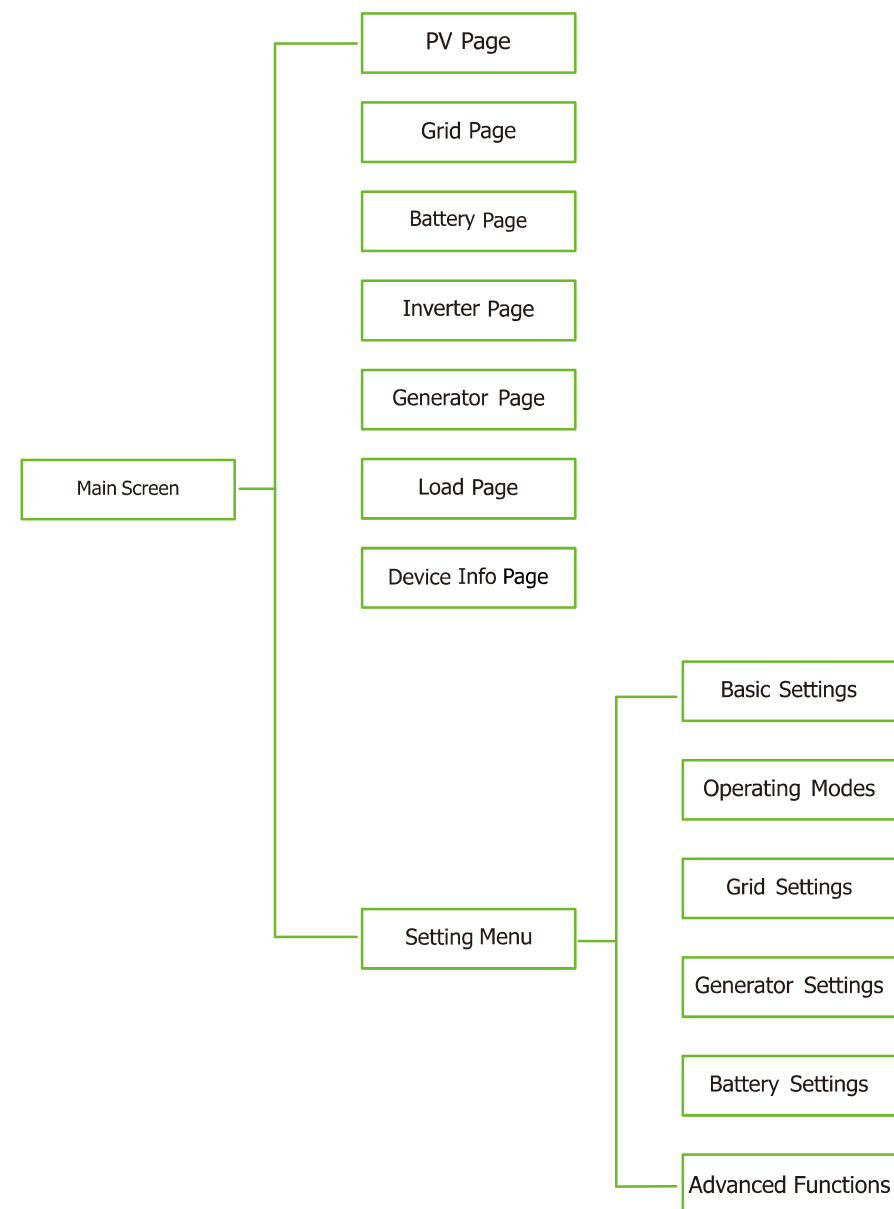 PV Page
Grid Page
Battery Page
Inverter Page
Generator Page
Main Screen
Load Page
Device Info Page
Basic Settings
Operating Modes
Grid Settings
Setting Menu
Generator Settings
Battery Settings
Advanced Functions